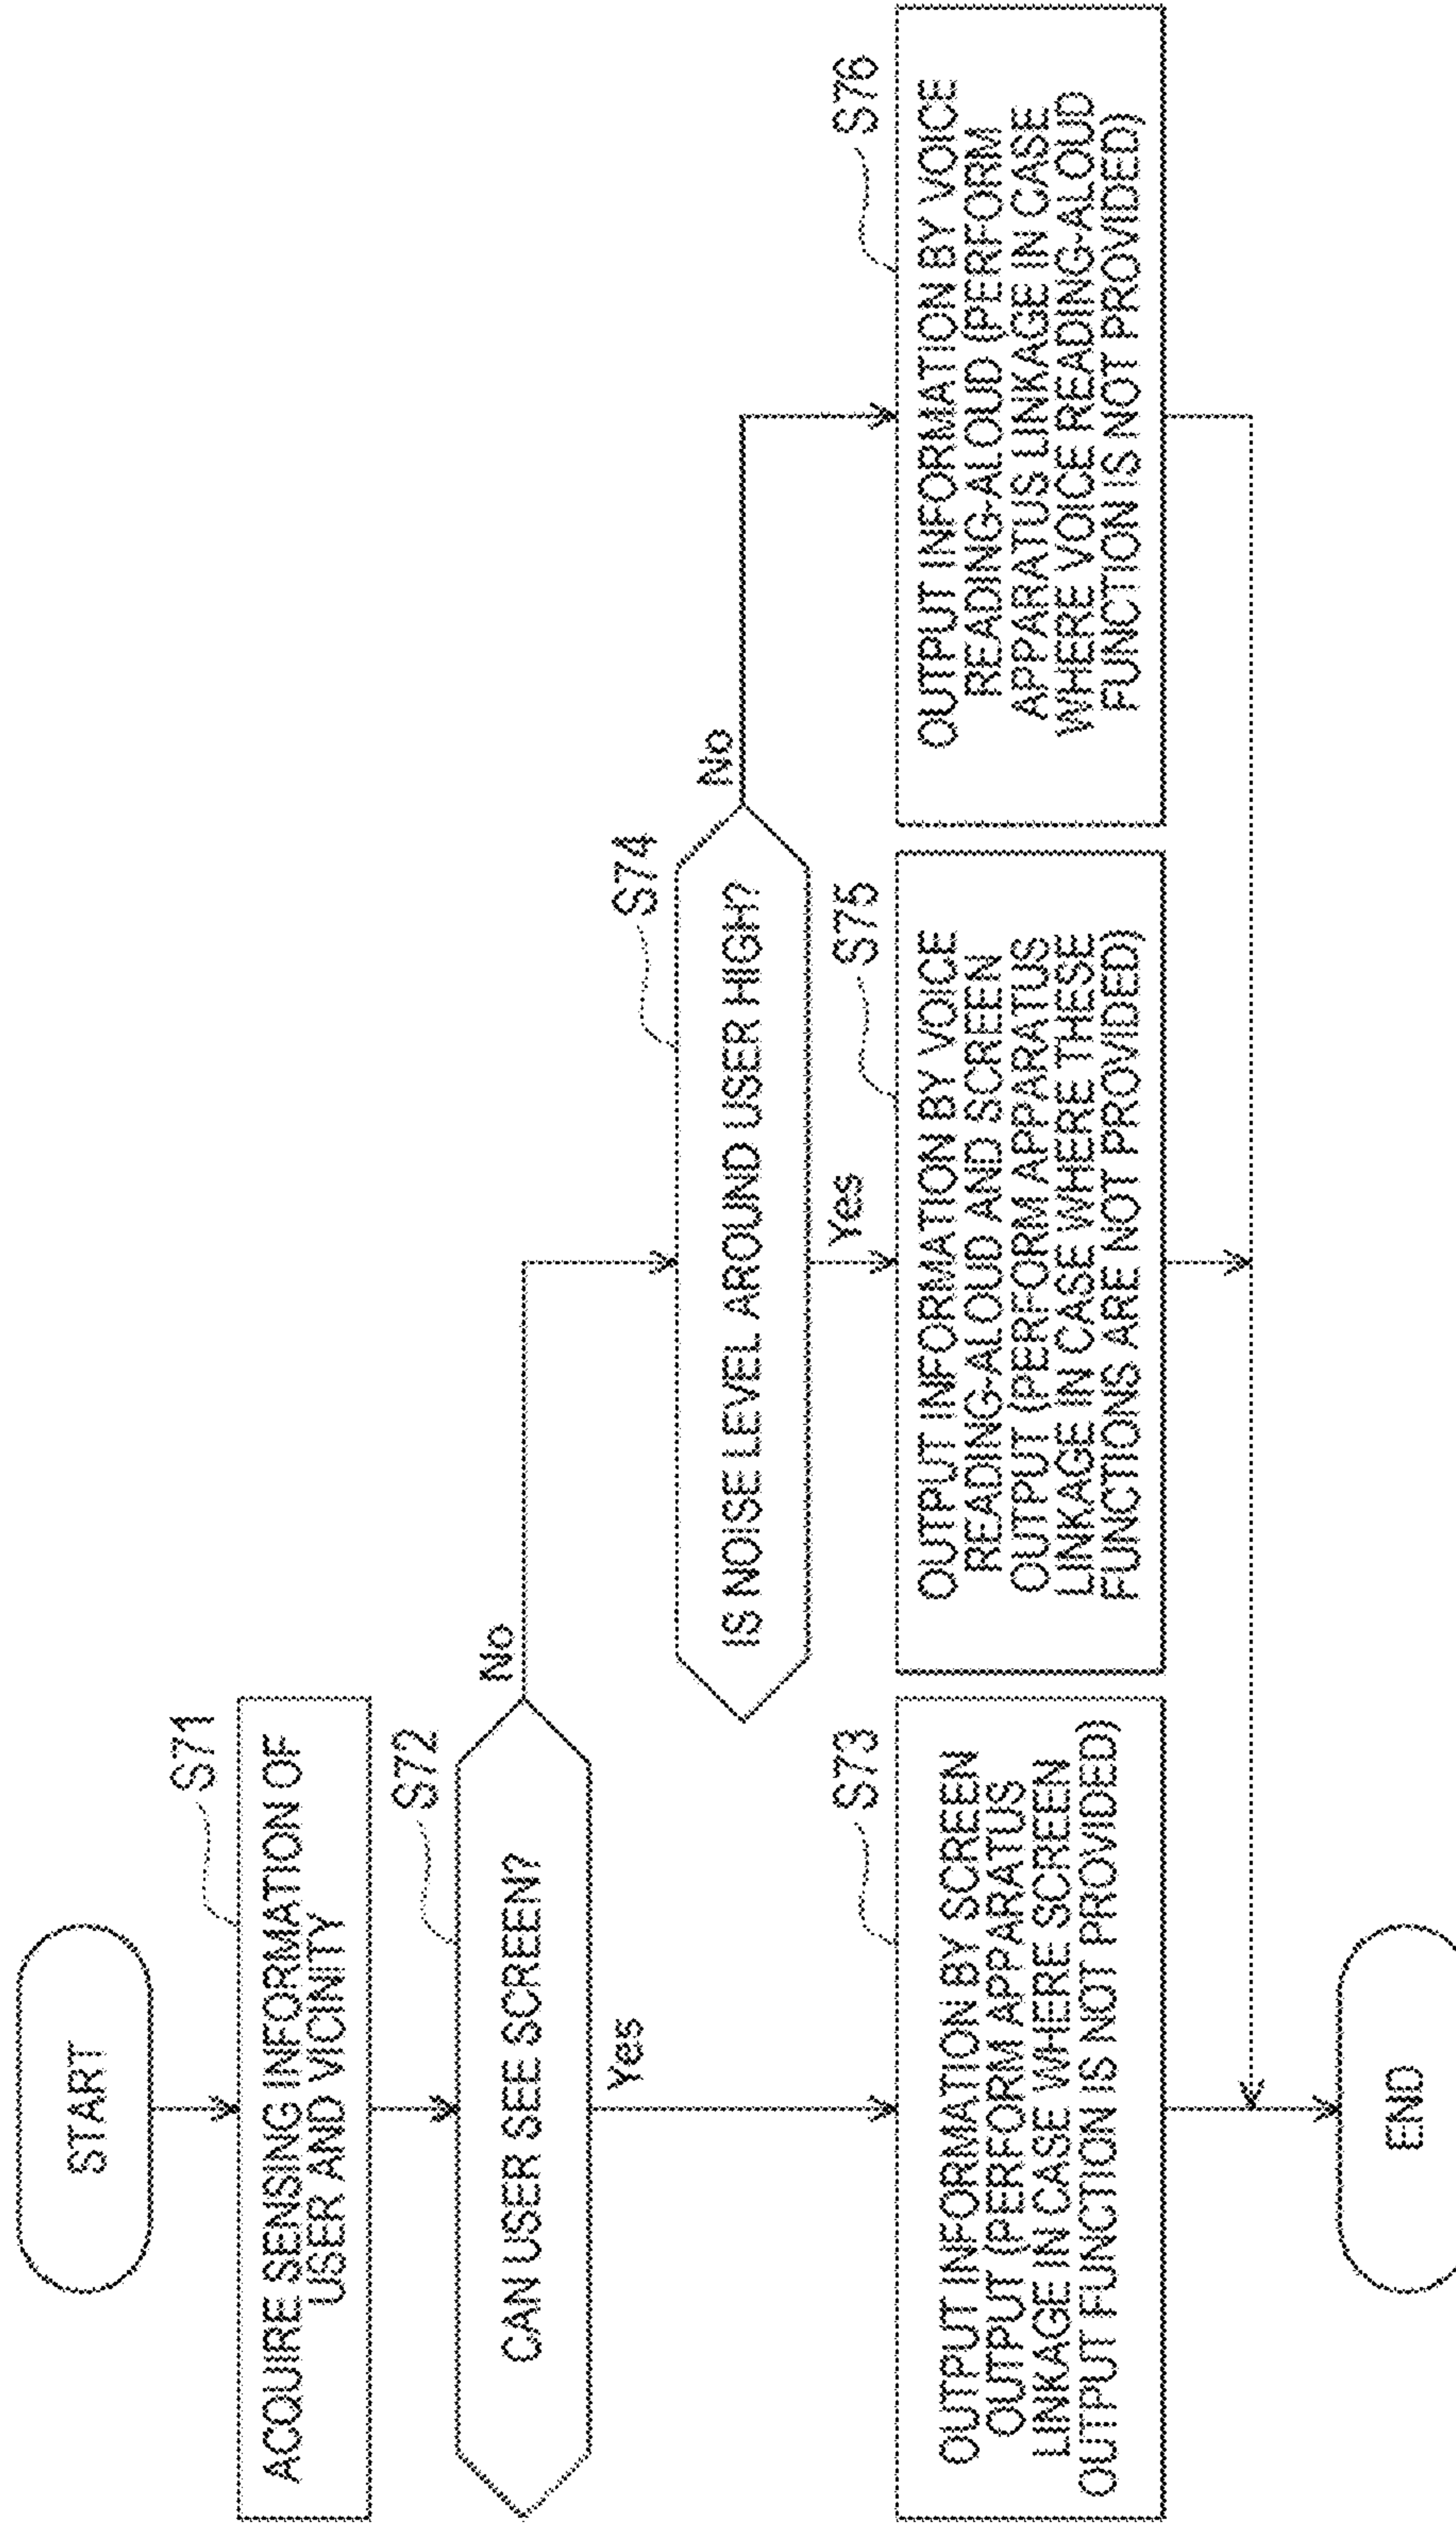 START
S71
ACQUIRE SENSING INFORMATION OF
USER AND VICINITY
S72
CAN USER SEE SCREEN?
No
Yes
S74
IS NOISE LEVEL AROUND USER HIGH?
No
Yes
S73
OUTPUT INFORMATION BY SCREEN
OUTPUT (PERFORM APPARATUS
LINKAGE IN CASE WHERE SCREEN
OUTPUT FUNCTION IS NOT PROVIDED)
S75
OUTPUT INFORMATION BY VOICE
READING-ALOUD AND SCREEN
OUTPUT (PERFORM APPARATUS
LINKAGE IN CASE WHERE THESE
FUNCTIONS ARE NOT PROVIDED)
S76
OUTPUT INFORMATION BY VOICE
READING-ALOUD (PERFORM
APPARATUS LINKAGE IN CASE
WHERE VOICE READING-ALOUD
FUNCTION IS NOT PROVIDED)
END